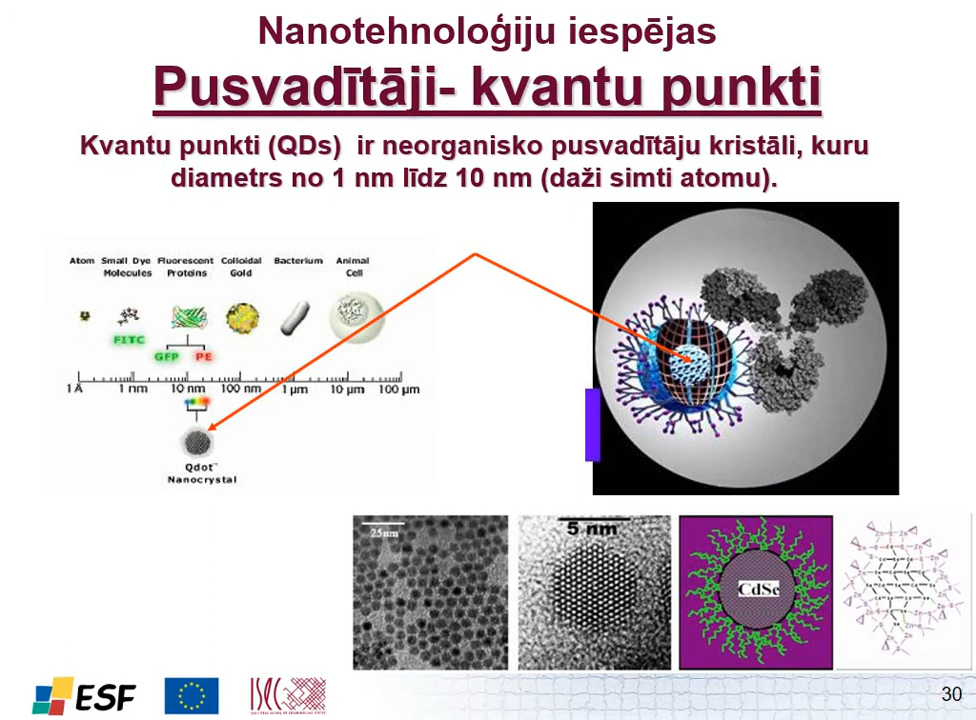 Nanotehnoloģiju iespējas
Pusvadītāji- kvantu punkti
Kvantu punkti (QDs) ir neorganisko pusvadītāju kristāli, kuru
diametrs no 1 nm līdz 10 nm (daži simti atomu).
Atom Small Dye Fluorescent Colloidal Bacterium Animal
Molecules Proteins Gold Cell
FITC
GFP PE
1 Å 1 nm 10 nm 100 nm 1 μm 10 μm 100 μm
Qdot™
Nanocrystal
25nm
5 nm
CdSe
ESF
30